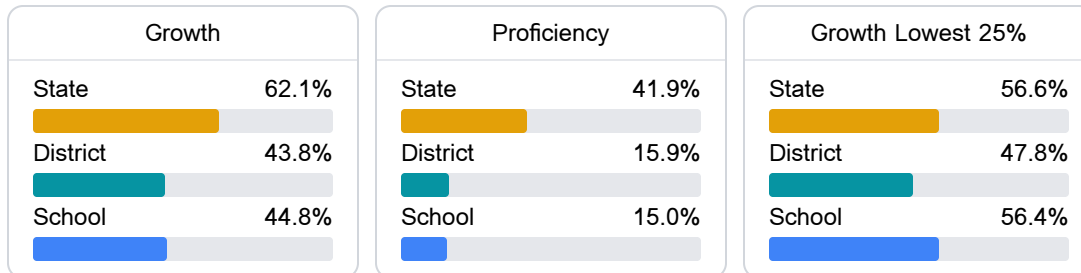 Growth
State 62.1%
District 43.8%
School 44.8%
Proficiency
State 41.9%
District 15.9%
School 15.0%
Growth Lowest 25%
State 56.6%
District 47.8%
School 56.4%